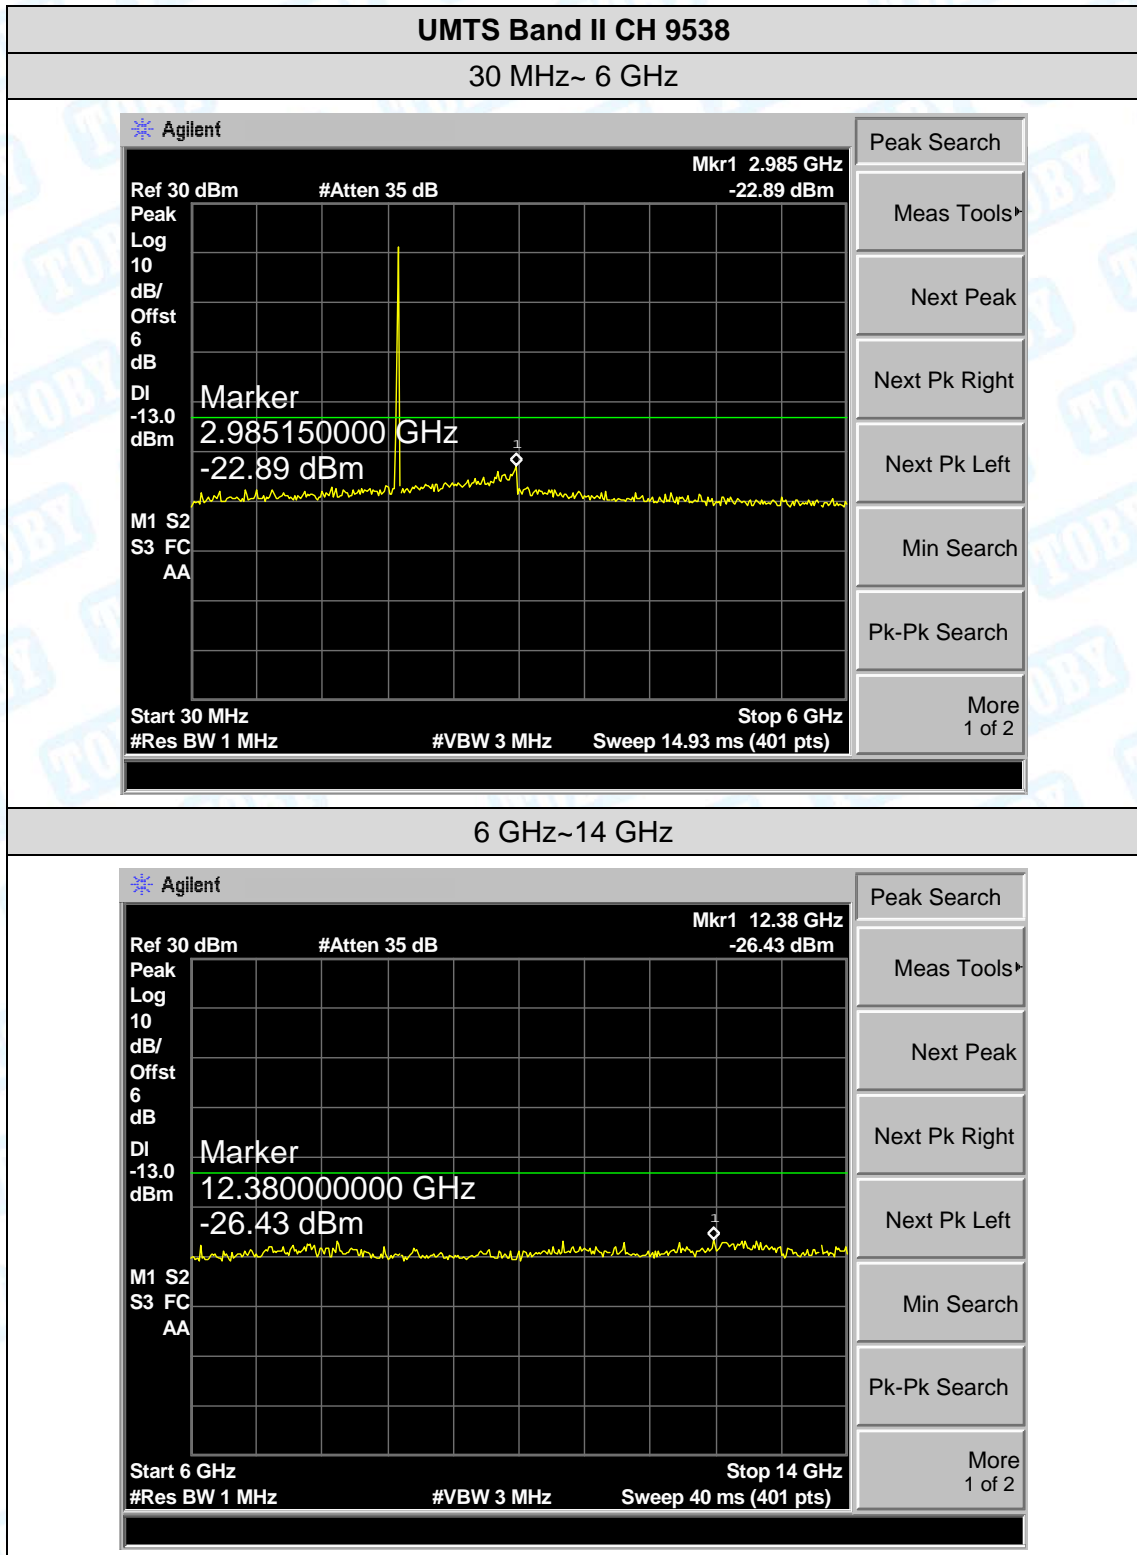 UMTS Band II CH 9538
30 MHz~ 6 GHz
Agilent
Peak Search
Mkr1 2.985 GHz
Ref 30 dBm #Atten 35 dB -22.89 dBm
Peak
Log
10
dB/
Offst
6
dB
DI
-13.0
dBm
Marker
2.985150000 GHz
-22.89 dBm
1
M1 S2
S3 FC
AA
Start 30 MHz Stop 6 GHz
#Res BW 1 MHz #VBW 3 MHz Sweep 14.93 ms (401 pts)
Meas Tools
Next Peak
Next Pk Right
Next Pk Left
Min Search
Pk-Pk Search
More
1 of 2
6 GHz~14 GHz
Agilent
Peak Search
Mkr1 12.38 GHz
Ref 30 dBm #Atten 35 dB -26.43 dBm
Peak
Log
10
dB/
Offst
6
dB
DI
-13.0
dBm
Marker
12.380000000 GHz
-26.43 dBm
1
M1 S2
S3 FC
AA
Start 6 GHz Stop 14 GHz
#Res BW 1 MHz #VBW 3 MHz Sweep 40 ms (401 pts)
Meas Tools
Next Peak
Next Pk Right
Next Pk Left
Min Search
Pk-Pk Search
More
1 of 2
TOBY